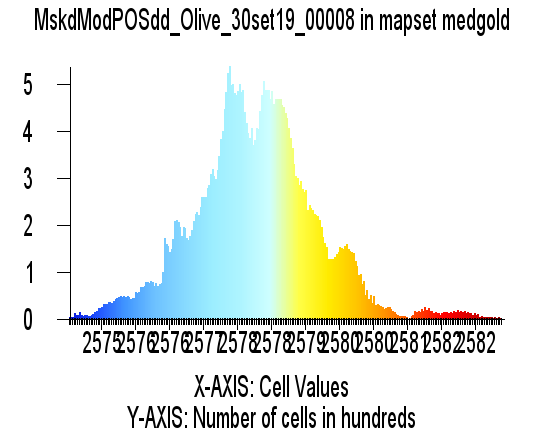 MskdModPOSdd_Olive_30set19_00008 in mapset medgold
5
4
3
2
1
0
2575 2576 2576 2577 2578 2578 2579 2580 2580 2581 2582 2582
X-AXIS: Cell Values
Y-AXIS: Number of cells in hundreds